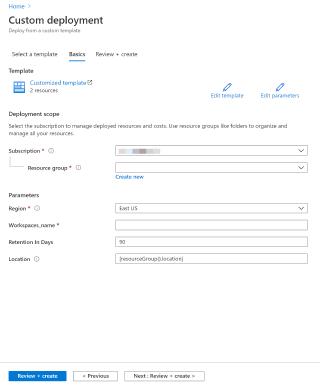 Home >
Custom deployment
Deploy from a custom template
Select a template Basics Review + create
Template
Customized template
2 resources
Edit template Edit parameters
Deployment scope
Select the subscription to manage deployed resources and costs. Use resource groups like folders to organize and
manage all your resources.
Subscription *
Resource group *
Create new
Parameters
Region * East US
Workspaces_name *
Retention In Days 90
Location [resourceGroup().location]
Review + create < Previous Next : Review + create >